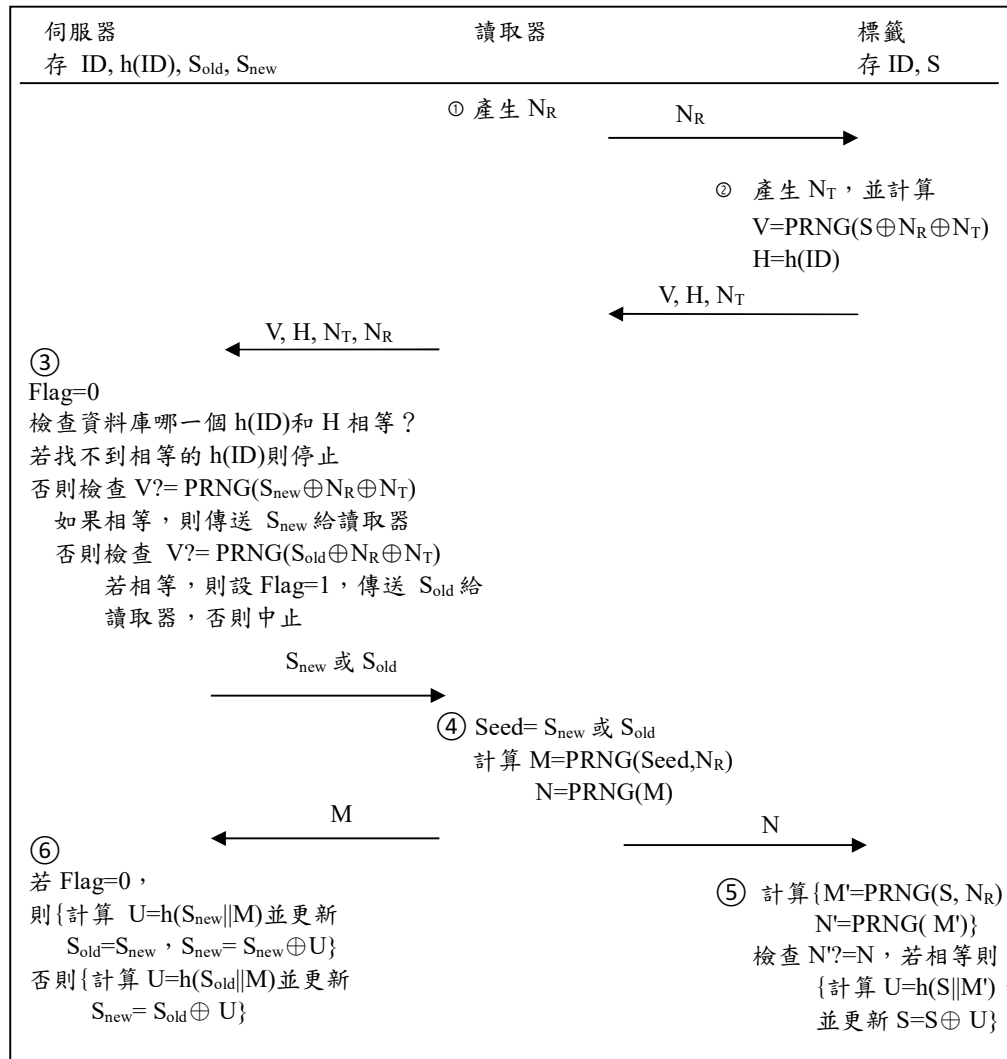 伺服器
存 ID, h(ID), Sold, Snew
讀取器
標籤
存 ID, S
① 產生 NR
NR
② 產生 NT，並計算
V=PRNG(S⊕NR⊕NT)
H=h(ID)
V, H, NT
V, H, NT, NR
③
Flag=0
檢查資料庫哪一個 h(ID)和 H 相等？
若找不到相等的 h(ID)則停止
否則檢查 V?= PRNG(Snew⊕NR⊕NT)
如果相等，則傳送 Snew 給讀取器
否則檢查 V?= PRNG(Sold⊕NR⊕NT)
若相等，則設 Flag=1，傳送 Sold 給
讀取器，否則中止
Snew 或 Sold
④ Seed= Snew 或 Sold
計算 M=PRNG(Seed,NR)
N=PRNG(M)
M
N
⑤ 計算{M'=PRNG(S, NR)
N'=PRNG( M')}
檢查 N'?=N，若相等則
{計算 U=h(S||M')
並更新 S=S⊕ U}
⑥
若 Flag=0，
則{計算 U=h(Snew||M)並更新
Sold=Snew，Snew= Snew⊕U}
否則{計算 U=h(Sold||M)並更新
Snew= Sold⊕ U}